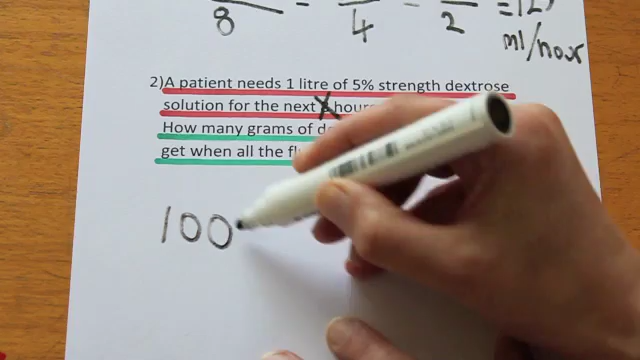 8 = 4 = 2 =
ml/hour
2) A patient needs 1 litre of 5% strength dextrose
solution for the next hours
How many grams of
get when all the
100